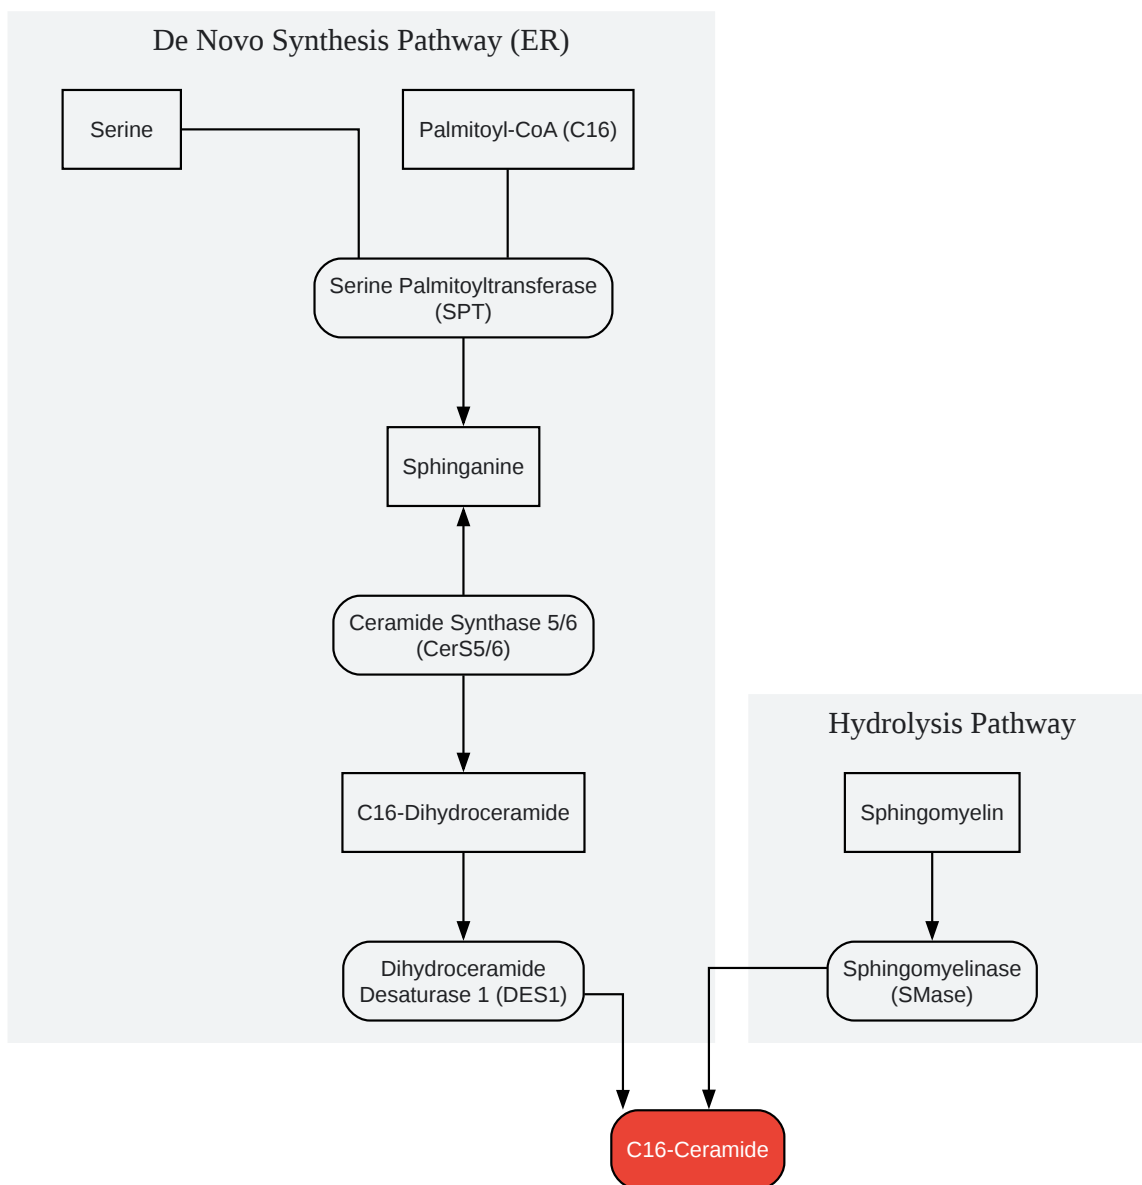 De Novo Synthesis Pathway (ER)
Serine
Palmitoyl-CoA (C16)
Serine Palmitoyltransferase
(SPT)
Sphinganine
Ceramide Synthase 5/6
(CerS5/6)
C16-Dihydroceramide
Dihydroceramide
Desaturase 1 (DES1)
Hydrolysis Pathway
Sphingomyelin
Sphingomyelinase
(SMase)
C16-Ceramide